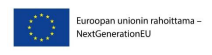 Euroopan unionin rahoittama –
NextGenerationEU